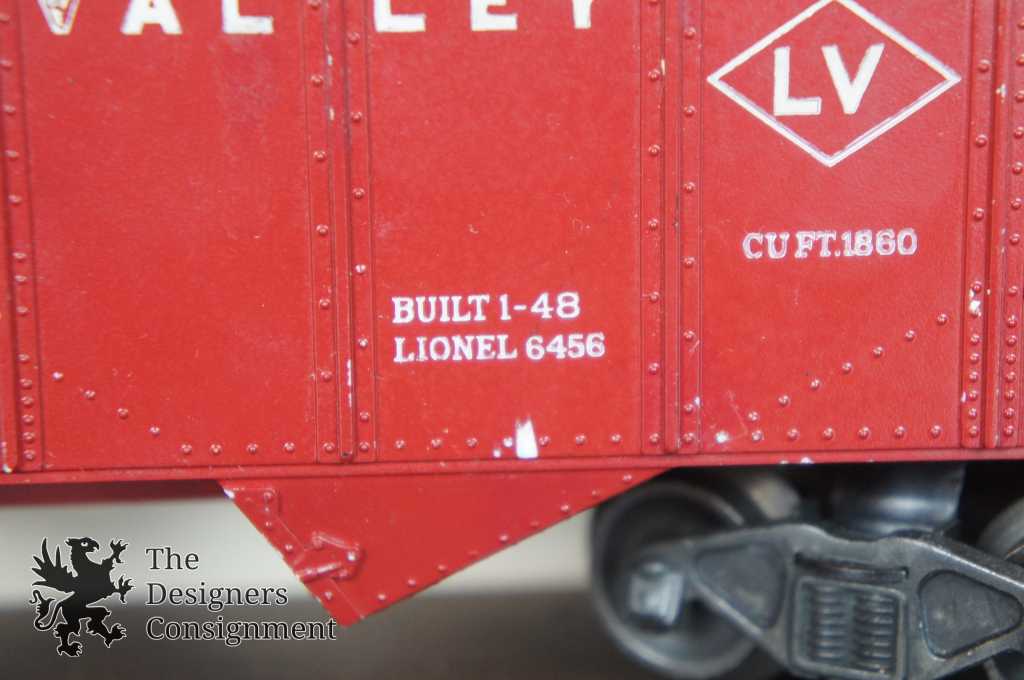 VALLEY
LV
CU FT. 1860
BUILT 1-48
LIONEL 6456
The
Designers
Consignment